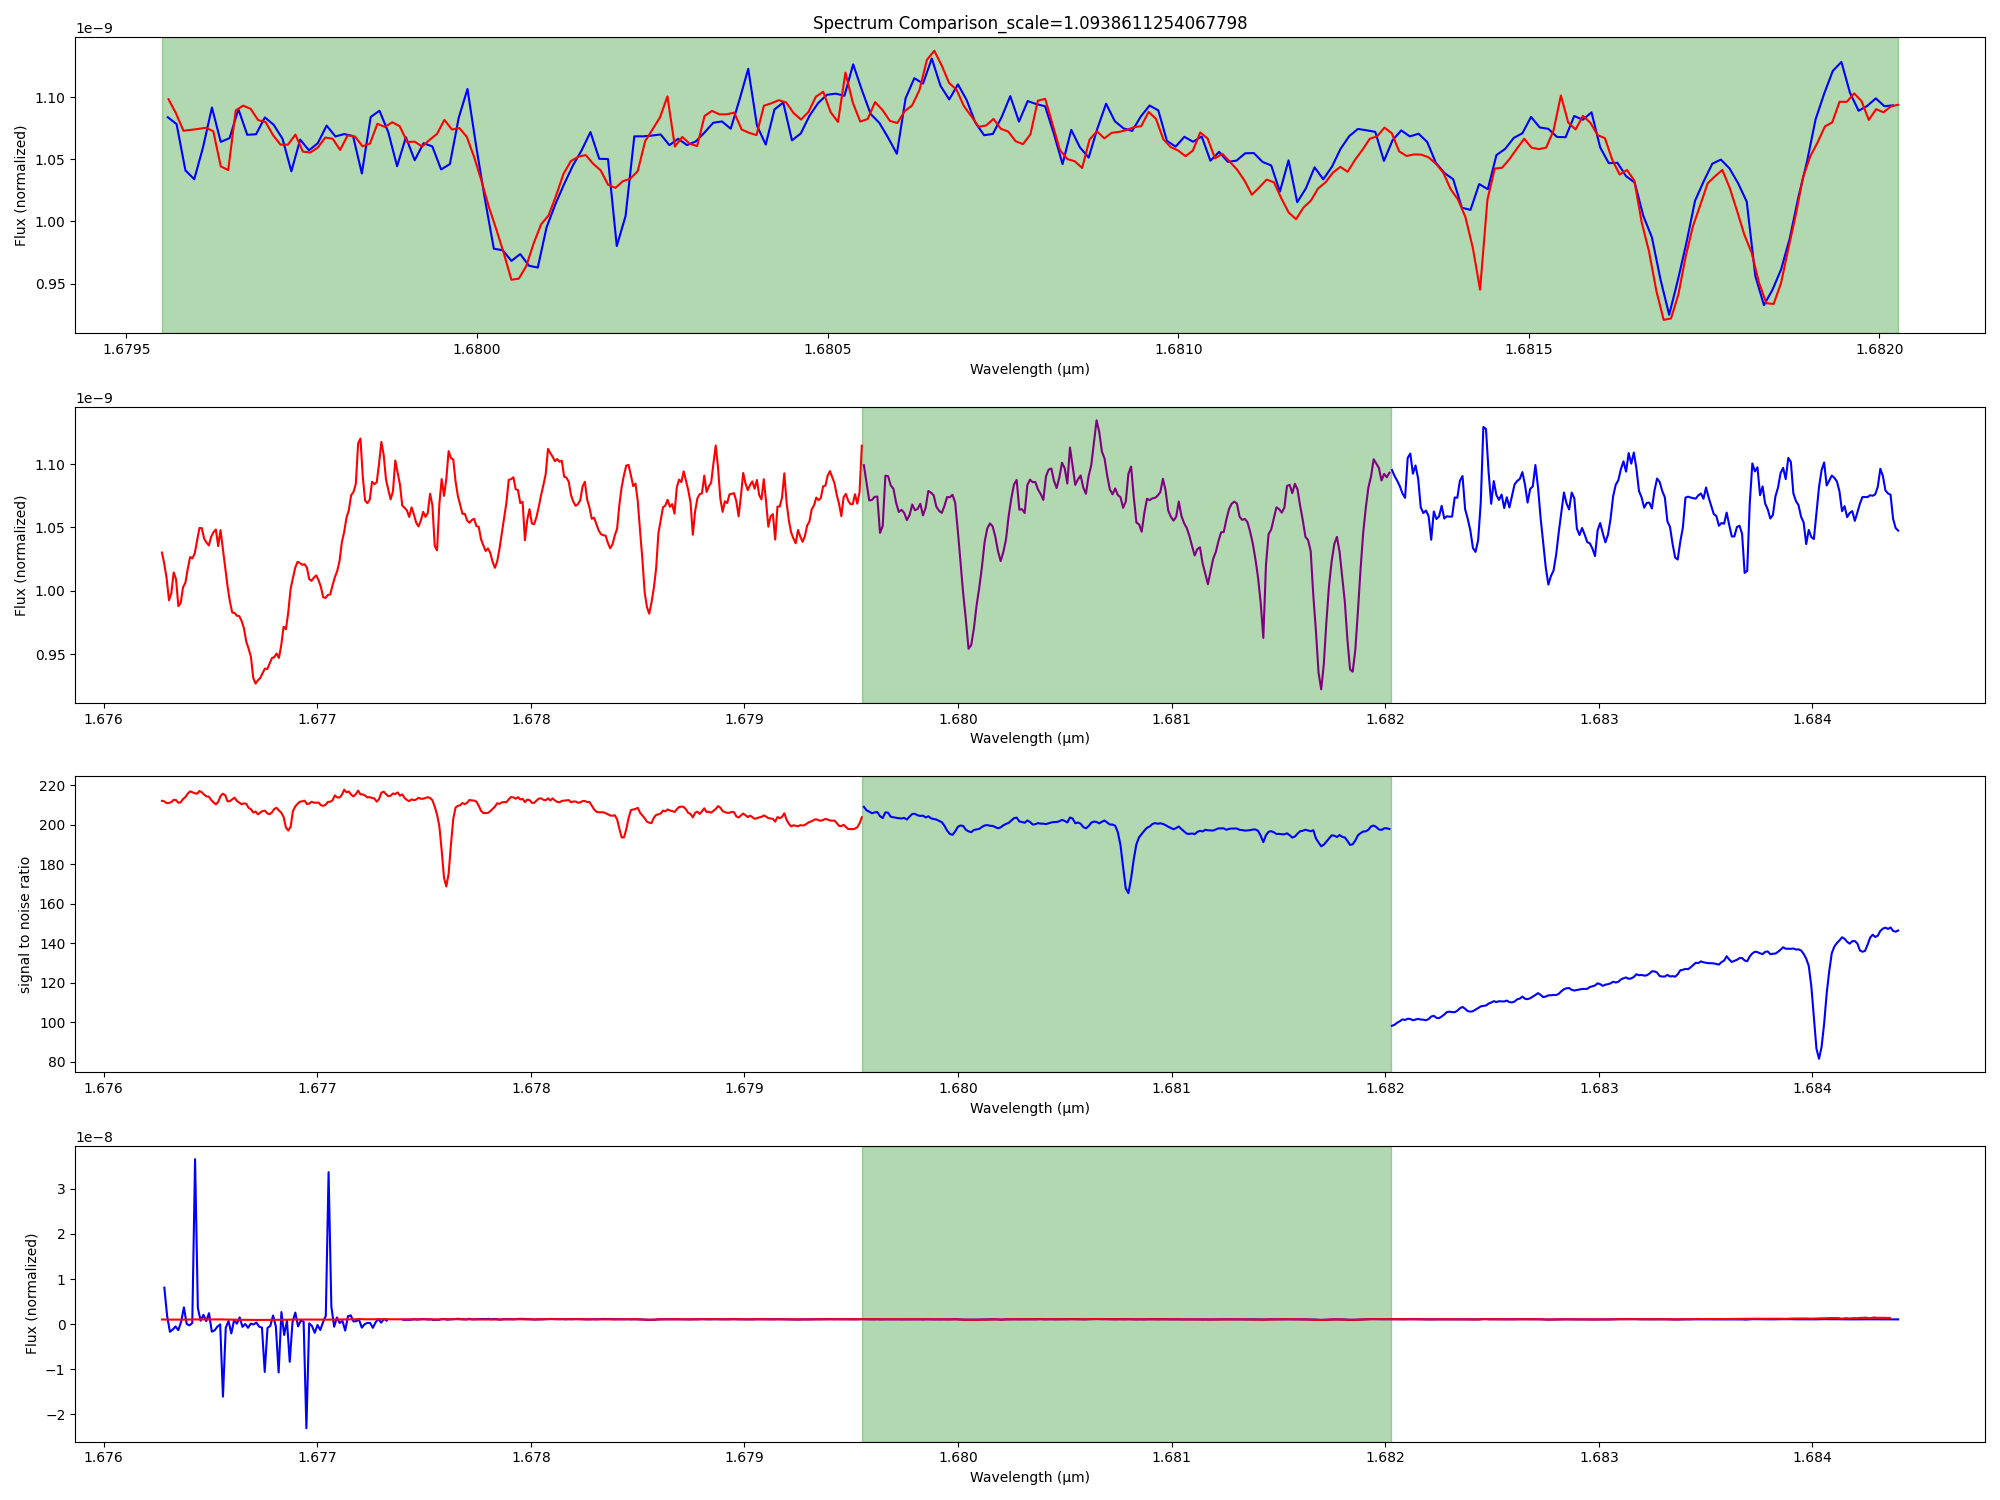 Spectrum Comparison_scale=1.0938611254067798
1e−9
Flux (normalized)
1.10
1.05
1.00
0.95
1.6795 1.6800 1.6805 1.6810 1.6815 1.6820
Wavelength (μm)
1e−9
Flux (normalized)
1.10
1.05
1.00
0.95
1.676 1.677 1.678 1.679 1.680 1.681 1.682 1.683 1.684
Wavelength (μm)
signal to noise ratio
220
200
180
160
140
120
100
80
1.676 1.677 1.678 1.679 1.680 1.681 1.682 1.683 1.684
Wavelength (μm)
1e−8
Flux (normalized)
3
2
1
0
−1
−2
1.676 1.677 1.678 1.679 1.680 1.681 1.682 1.683 1.684
Wavelength (μm)